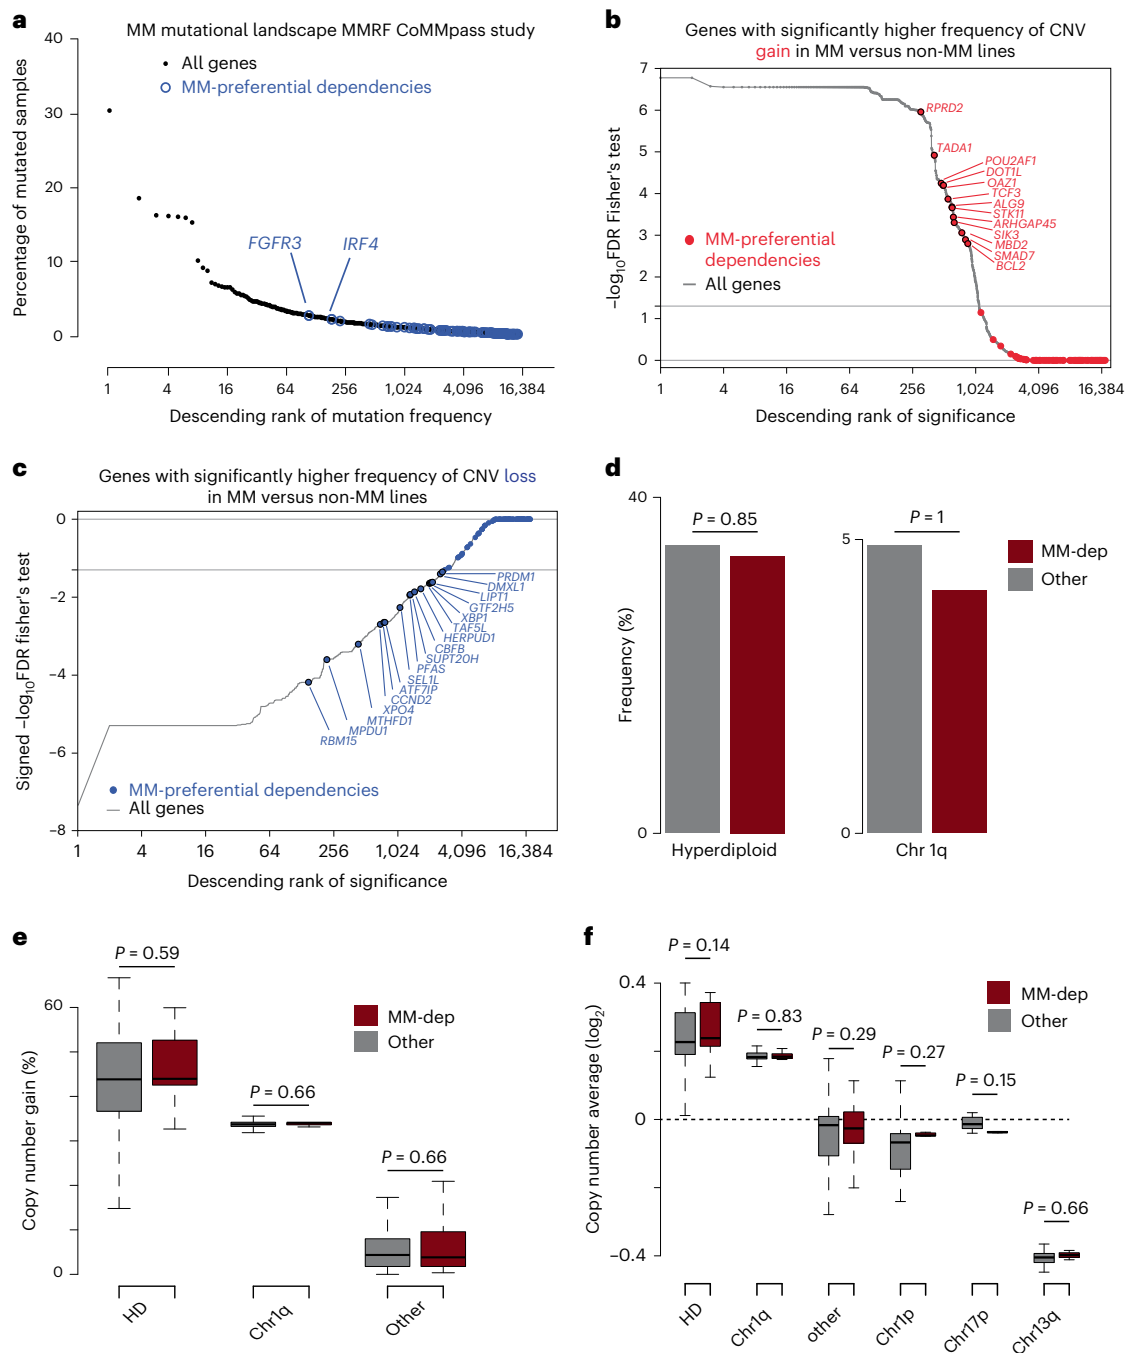 a
MM mutational landscape MMRF CoMMpass study
All genes
MM-preferential dependencies
Percentage of mutated samples
40
30
20
10
0
FGFR3
IRF4
1 4 16 64 256 1,024 4,096 16,384
Descending rank of mutation frequency
b
Genes with significantly higher frequency of CNV
gain in MM versus non-MM lines
–log10FDR Fisher's test
7
6
5
4
3
2
1
0
RPRD2
TADA1
POU2AF1
DOT1L
OAZ1
TCF3
ALG9
STK11
ARHGAP45
SIK3
MBD2
SMAD7
BCL2
MM-preferential
dependencies
All genes
1 4 16 64 256 1,024 4,096 16,384
Descending rank of significance
c
Genes with significantly higher frequency of CNV loss
in MM versus non-MM lines
Signed –log10FDR fisher's test
0
–2
–4
–6
–8
PRDM1
DMXL1
LIPT1
GTF2H5
XBP1
TAF5L
HERPUD1
CBFB
SUPT20H
PFAS
SEL1L
ATF7IP
CCND2
XPO4
MTHFD1
MPDU1
RBM15
MM-preferential dependencies
All genes
1 4 16 64 256 1,024 4,096 16,384
Descending rank of significance
d
Frequency (%)
40
0
P = 0.85
Hyperdiploid
5
0
P = 1
Chr 1q
MM-dep
Other
e
Copy number gain (%)
60
0
P = 0.59
P = 0.66
P = 0.66
MM-dep
Other
HD
Chr1q
Other
f
Copy number average (log2)
0.4
0
–0.4
P = 0.14
P = 0.83
P = 0.29
P = 0.27
P = 0.15
P = 0.66
MM-dep
Other
HD
Chr1q
other
Chr1p
Chr17p
Chr13q